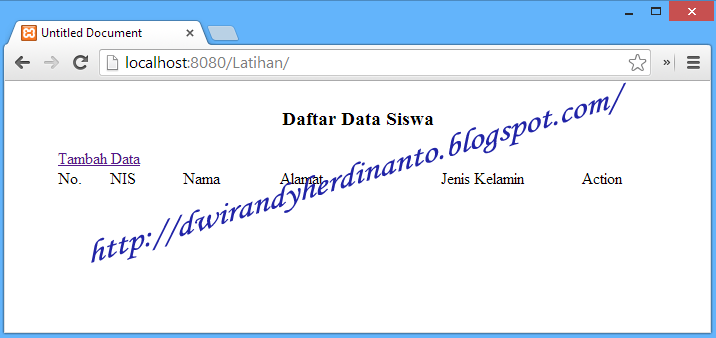 Untitled Document
localhost:8080/Latihan/
Daftar Data Siswa
Tambah Data
No. NIS Nama Alamat Jenis Kelamin Action
http://dwirandyherdinanto.blogspot.com/